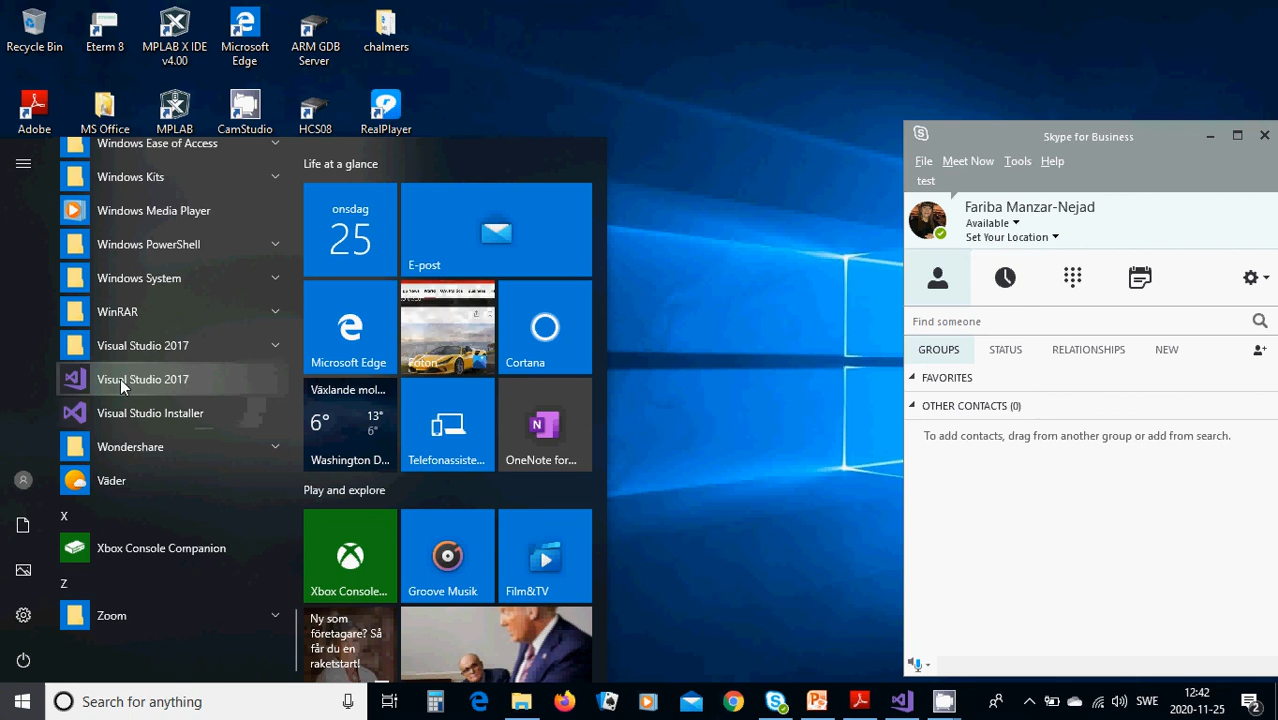 Recycle Bin
Eterm 8
MPLAB X IDE
v4.00
Microsoft
Edge
ARM GDB
Server
chalmers
Adobe
MS Office
MPLAB
CamStudio
HCS08
RealPlayer
Windows Ease of Access
Windows Kits
Windows Media Player
Windows PowerShell
Windows System
WinRAR
Visual Studio 2017
Visual Studio 2017
Visual Studio Installer
Wondershare
Väder
X
Xbox Console Companion
Z
Zoom
Life at a glance
onsdag
25
E-post
Microsoft Edge
Foton
Cortana
Växlande mol...
6° 13°
6°
Washington D...
Telefonassiste...
OneNote for...
Play and explore
Xbox Console...
Groove Musik
Film&TV
Ny som
företagare? Så
får du en
raketstart!
Skype for Business
File Meet Now Tools Help
test
Fariba Manzar-Nejad
Available
Set Your Location
Find someone
GROUPS STATUS RELATIONSHIPS NEW
FAVORITES
OTHER CONTACTS (0)
To add contacts, drag from another group or add from search.
Search for anything
SWE
12:42
2020-11-25
2